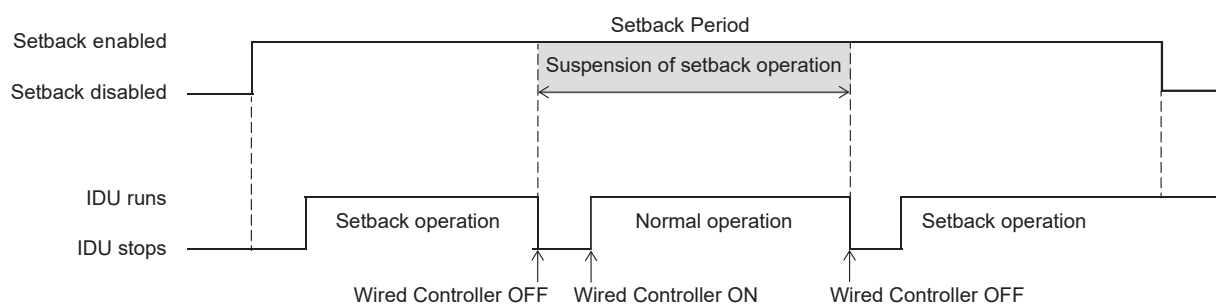 Setback Period
Setback enabled
Suspension of setback operation
Setback disabled
IDU runs
Setback operation
Normal operation
Setback operation
IDU stops
Wired Controller OFF
Wired Controller ON
Wired Controller OFF